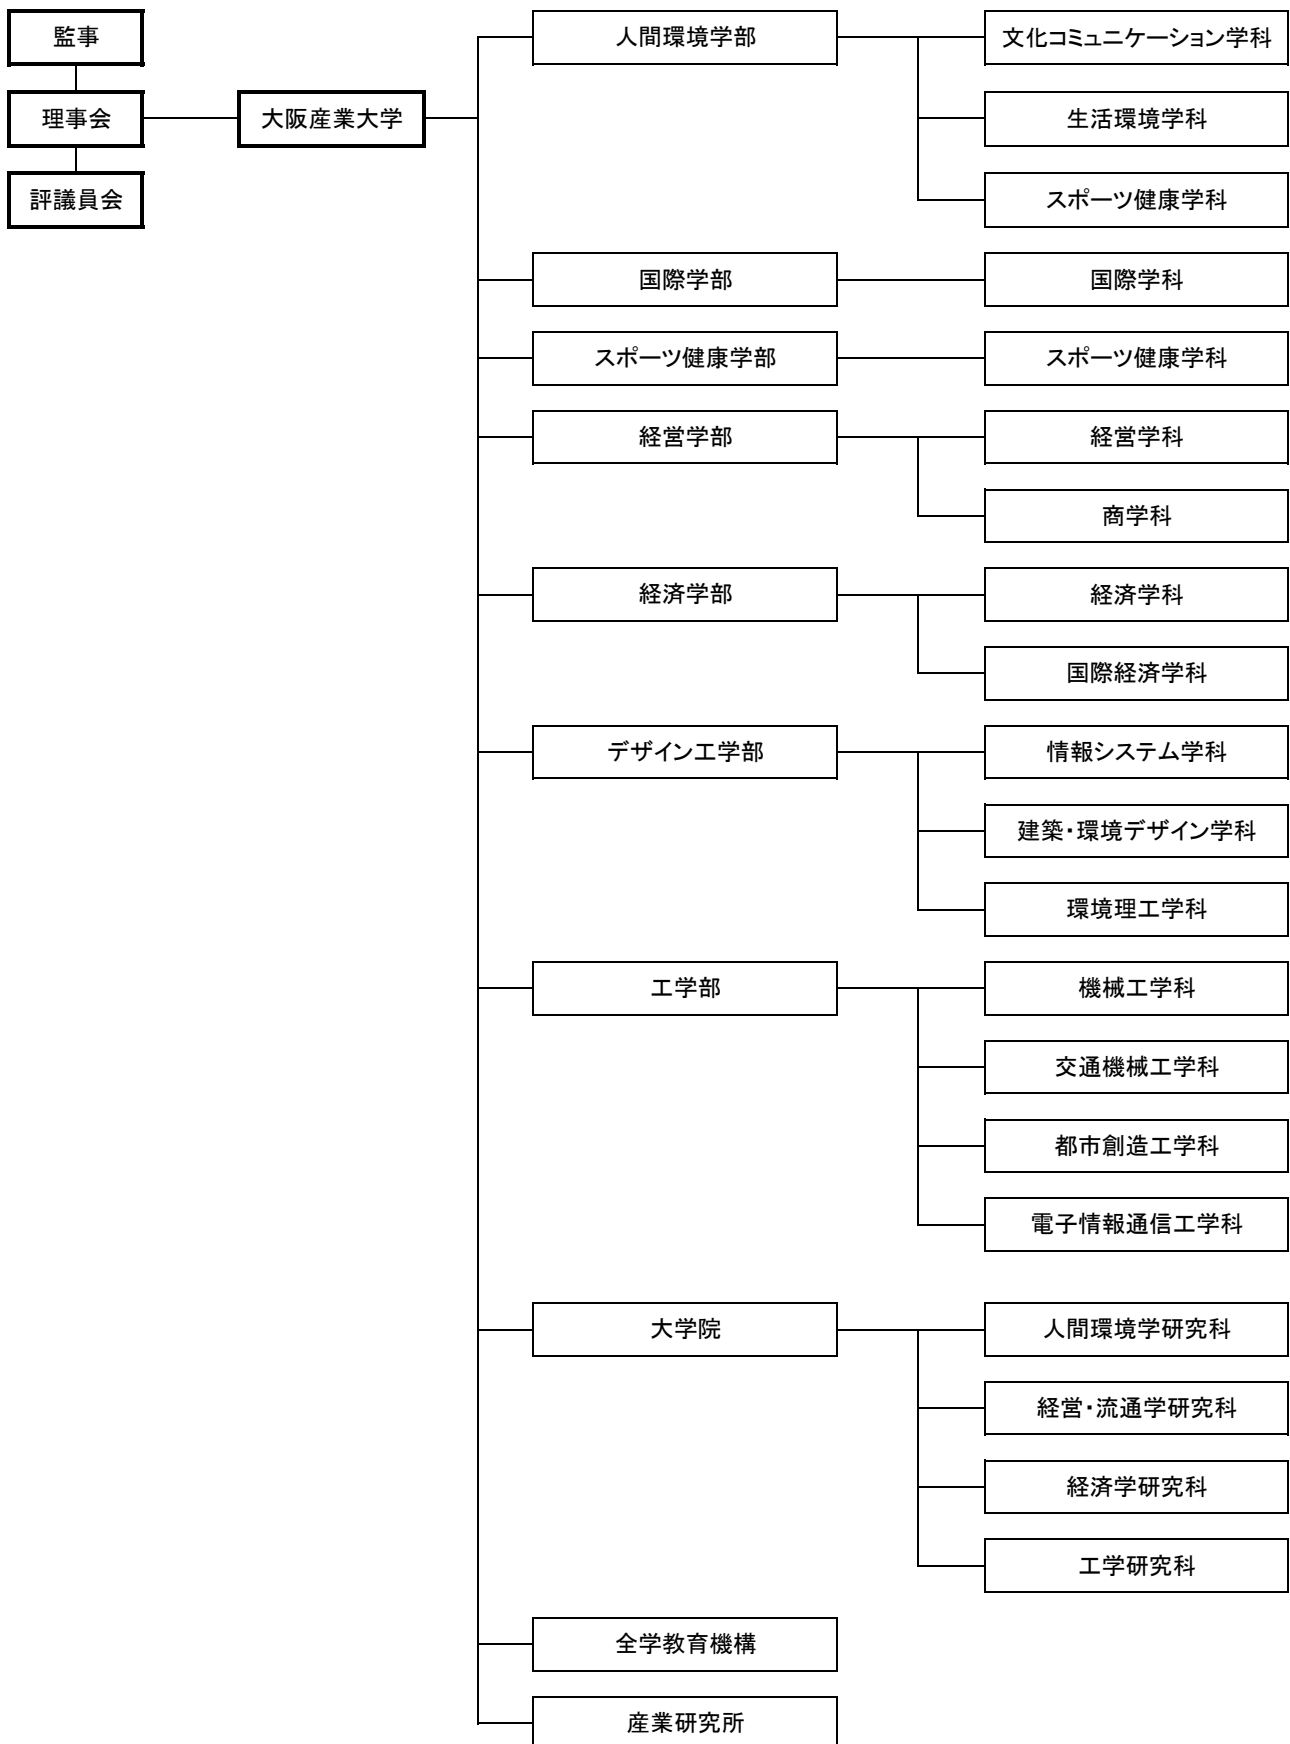 監事
理事会
評議員会
大阪産業大学
人間環境学部
文化コミュニケーション学科
生活環境学科
スポーツ健康学科
国際学部
国際学科
スポーツ健康学部
スポーツ健康学科
経営学部
経営学科
商学科
経済学部
経済学科
国際経済学科
デザイン工学部
情報システム学科
建築・環境デザイン学科
環境理工学科
工学部
機械工学科
交通機械工学科
都市創造工学科
電子情報通信工学科
大学院
人間環境学研究科
経営・流通学研究科
経済学研究科
工学研究科
全学教育機構
産業研究所